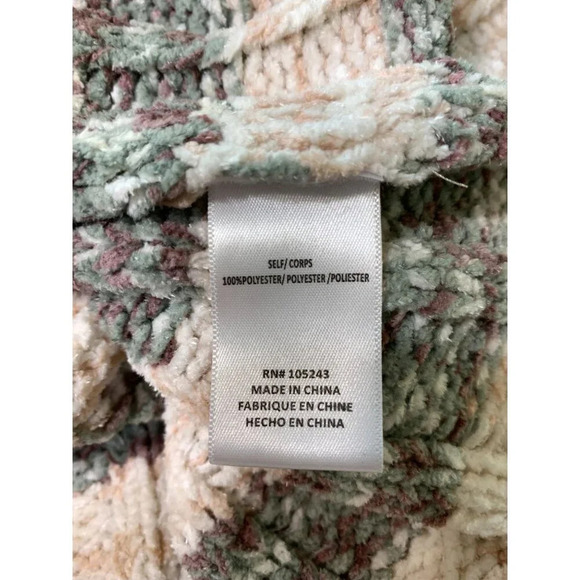 SELF/ CORPS
100%POLYESTER/ POLYESTER /POLIESTER
RN# 105243
MADE IN CHINA
FABRIQUE EN CHINE
HECHO EN CHINA